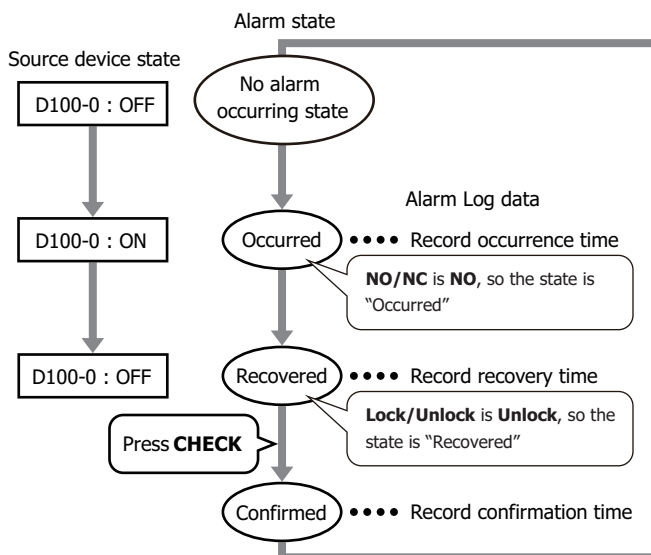 Alarm state
Source device state
D100-0 : OFF
No alarm
occurring state
Alarm Log data
D100-0 : ON
Occurred
•••• Record occurrence time
NO/NC is NO, so the state is
“Occurred”
D100-0 : OFF
Recovered
•••• Record recovery time
Lock/Unlock is Unlock, so the
state is “Recovered”
Press CHECK
Confirmed
•••• Record confirmation time